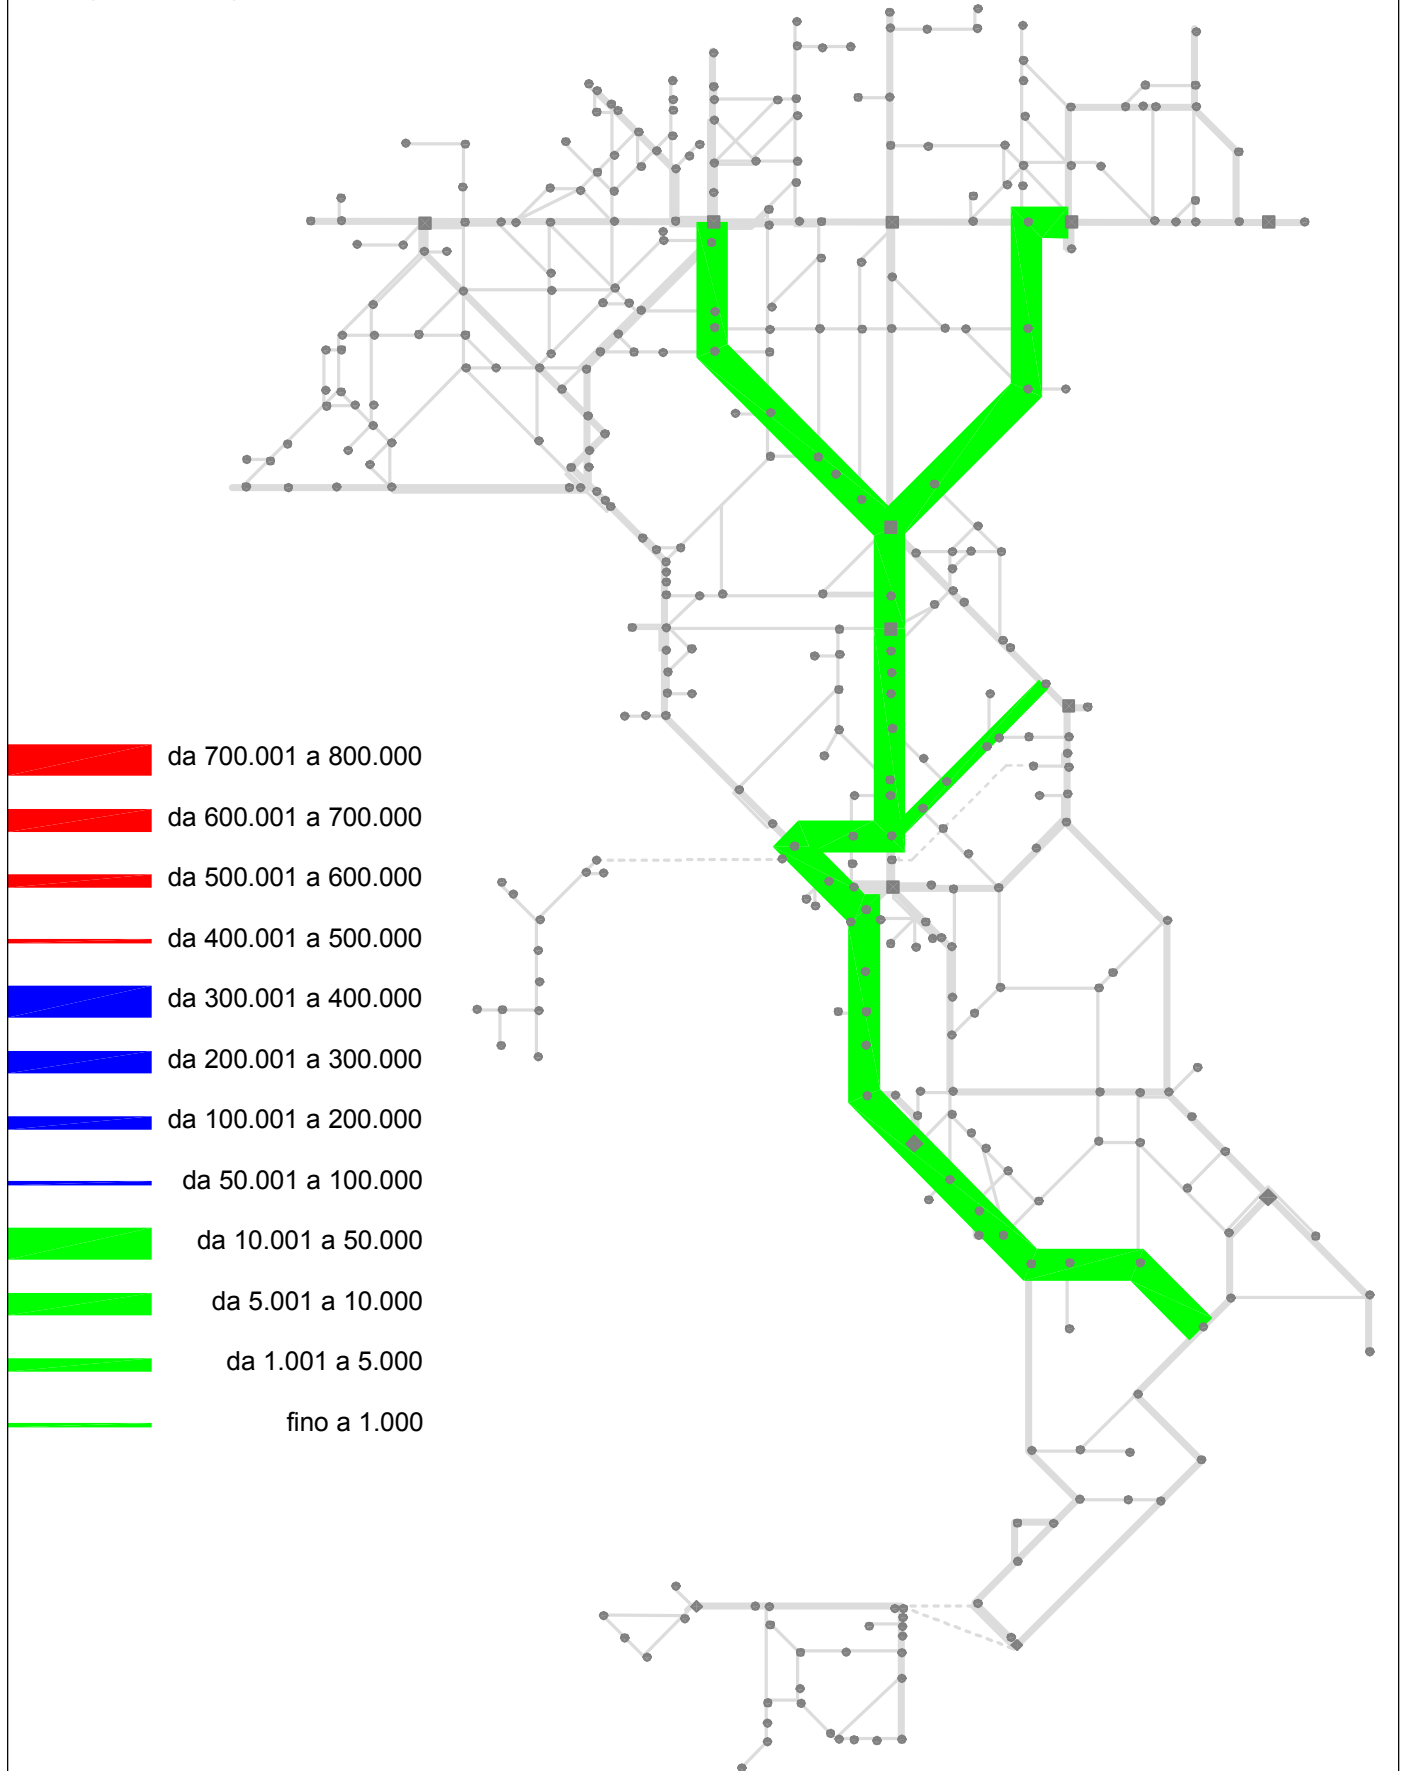 da 700.001 a 800.000
da 600.001 a 700.000
da 500.001 a 600.000
da 400.001 a 500.000
da 300.001 a 400.000
da 200.001 a 300.000
da 100.001 a 200.000
da 50.001 a 100.000
da 10.001 a 50.000
da 5.001 a 10.000
da 1.001 a 5.000
fino a 1.000